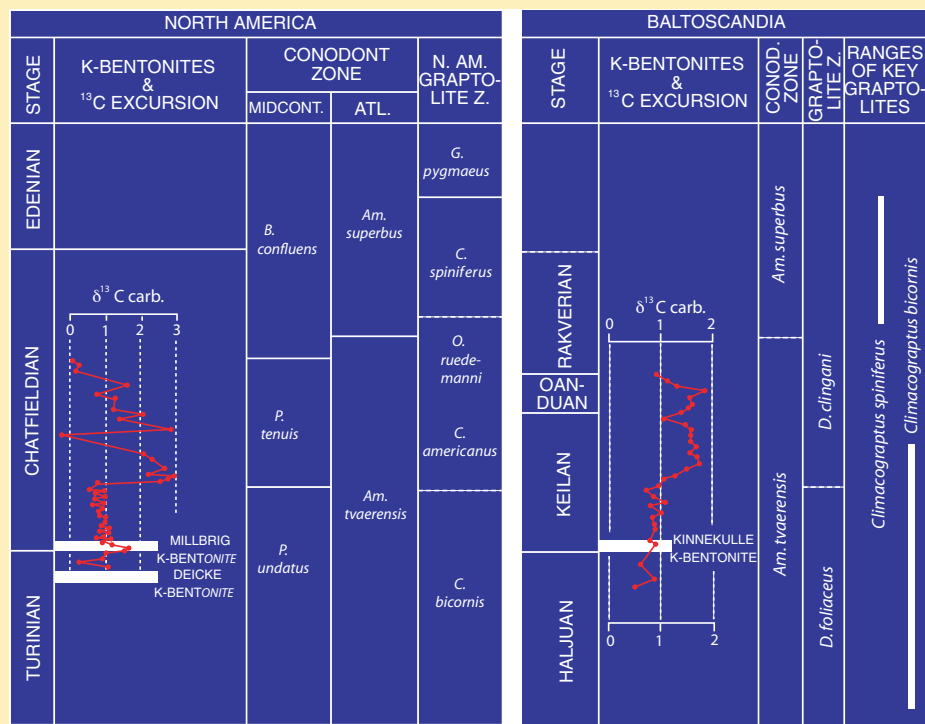 NORTH AMERICA
STAGE
K-BENTONITES
&
¹³C EXCURSION
CONODONT
ZONE
MIDCONT.
ATL.
N. AM.
GRAPTO-
LITE Z.
EDENIAN
CHATFIELDIAN
TURINIAN
δ¹³ C carb.
0 1 2 3
MILLBRIG
K-BENTONITE
DEICKE
K-BENTONITE
B.
confluens
P.
tenuis
P.
undatus
Am.
superbus
Am.
tvaerensis
G.
pygmaeus
C.
spiniferus
O.
ruede-
manni
C.
americanus
C.
bicornis
BALTOSCANDIA
STAGE
K-BENTONITES
&
¹³C EXCURSION
CONOD.
ZONE
GRAPTO-
LITE Z.
RANGES
OF KEY
GRAPTO-
LITES
RAKVERIAN
OAN-
DUAN
KEILAN
HALJUAN
δ¹³ C carb.
0 1 2
KINNEKULLE
K-BENTONITE
0 1 2
Am. superbus
Am. tvaerensis
D. clingani
D. foliaceus
Climacograptus spiniferus
Climacograptus bicornis